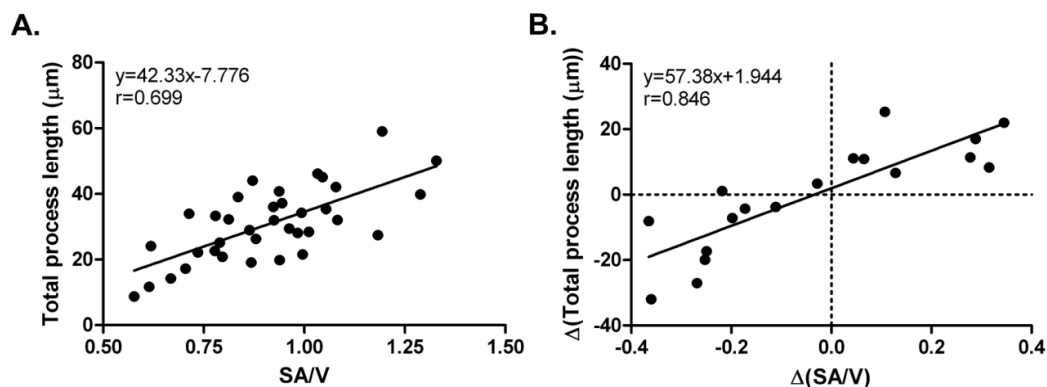 A.
y=42.33x-7.776
r=0.699
Total process length (μm)
80
60
40
20
0
0.50
0.75
1.00
1.25
1.50
SA/V
B.
y=57.38x+1.944
r=0.846
Δ(Total process length (μm))
40
20
0
-20
-40
-0.4
-0.2
0.0
0.2
0.4
Δ(SA/V)